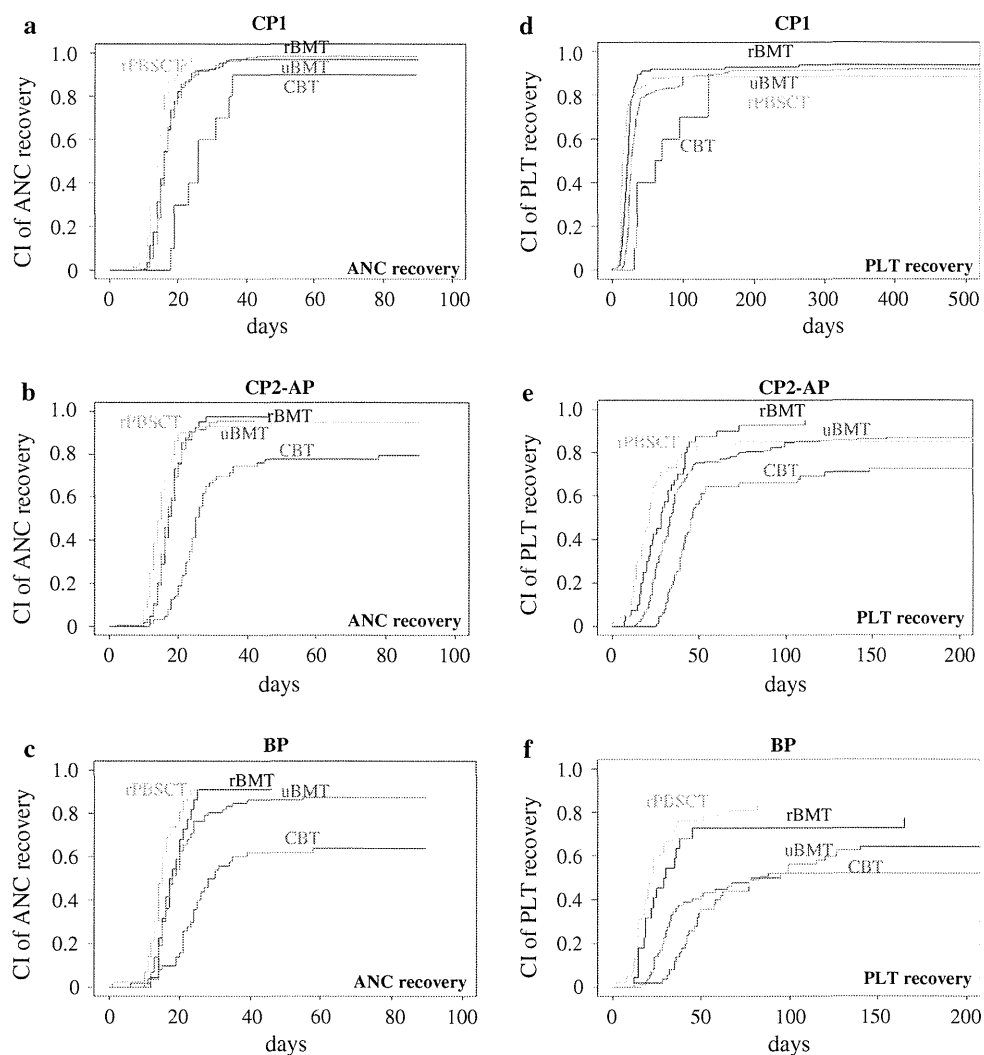 a
CP1
CI of ANC recovery
1.0
0.8
0.6
0.4
0.2
0
rPBSCT
rBMT
uBMT
CBT
ANC recovery
0
20
40
60
80
100
days
d
CP1
CI of PLT recovery
1.0
0.8
0.6
0.4
0.2
0
rBMT
uBMT
rPBSCT
CBT
PLT recovery
0
100
200
300
400
500
days
b
CP2-AP
CI of ANC recovery
1.0
0.8
0.6
0.4
0.2
0
rPBSCT
rBMT
uBMT
CBT
ANC recovery
0
20
40
60
80
100
days
e
CP2-AP
CI of PLT recovery
1.0
0.8
0.6
0.4
0.2
0
rBMT
rPBSCT
uBMT
CBT
PLT recovery
0
50
100
150
200
days
c
BP
CI of ANC recovery
1.0
0.8
0.6
0.4
0.2
0
rPBSCT
rBMT
uBMT
CBT
ANC recovery
0
20
40
60
80
100
days
f
BP
CI of PLT recovery
1.0
0.8
0.6
0.4
0.2
0
rPBSCT
rBMT
uBMT
CBT
PLT recovery
0
50
100
150
200
days